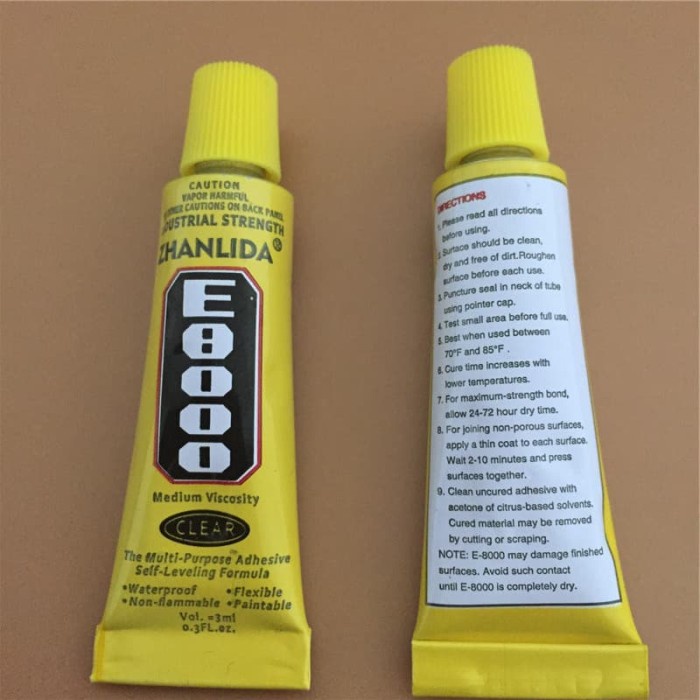 CAUTION
VAPOR HARMFUL
CAUTIONS ON BACK PANEL
INDUSTRIAL STRENGTH
ZHANLIDA®
E8000
Medium Viscosity
CLEAR
The Multi-Purpose™ Adhesive
Self-Leveling Formula
•Waterproof •Flexible
•Non-flammable •Paintable
Vol. =3ml
0.3FL.oz.
DIRECTIONS
1. Please read all directions
before using.
2. Surface should be clean,
dry and free of dirt.Roughen
surface before each use.
3. Puncture seal in neck of tube
using pointer cap.
4. Test small area before full use.
5. Best when used between
70°F and 85°F .
6. Cure time increases with
lower temperatures.
7. For maximum-strength bond,
allow 24-72 hour dry time.
8. For joining non-porous surfaces,
apply a thin coat to each surface.
Wait 2-10 minutes and press
surfaces together.
9. Clean uncured adhesive with
acetone of citrus-based solvents.
Cured material may be removed
by cutting or scraping.
NOTE: E-8000 may damage finished
surfaces. Avoid such contact
until E-8000 is completely dry.